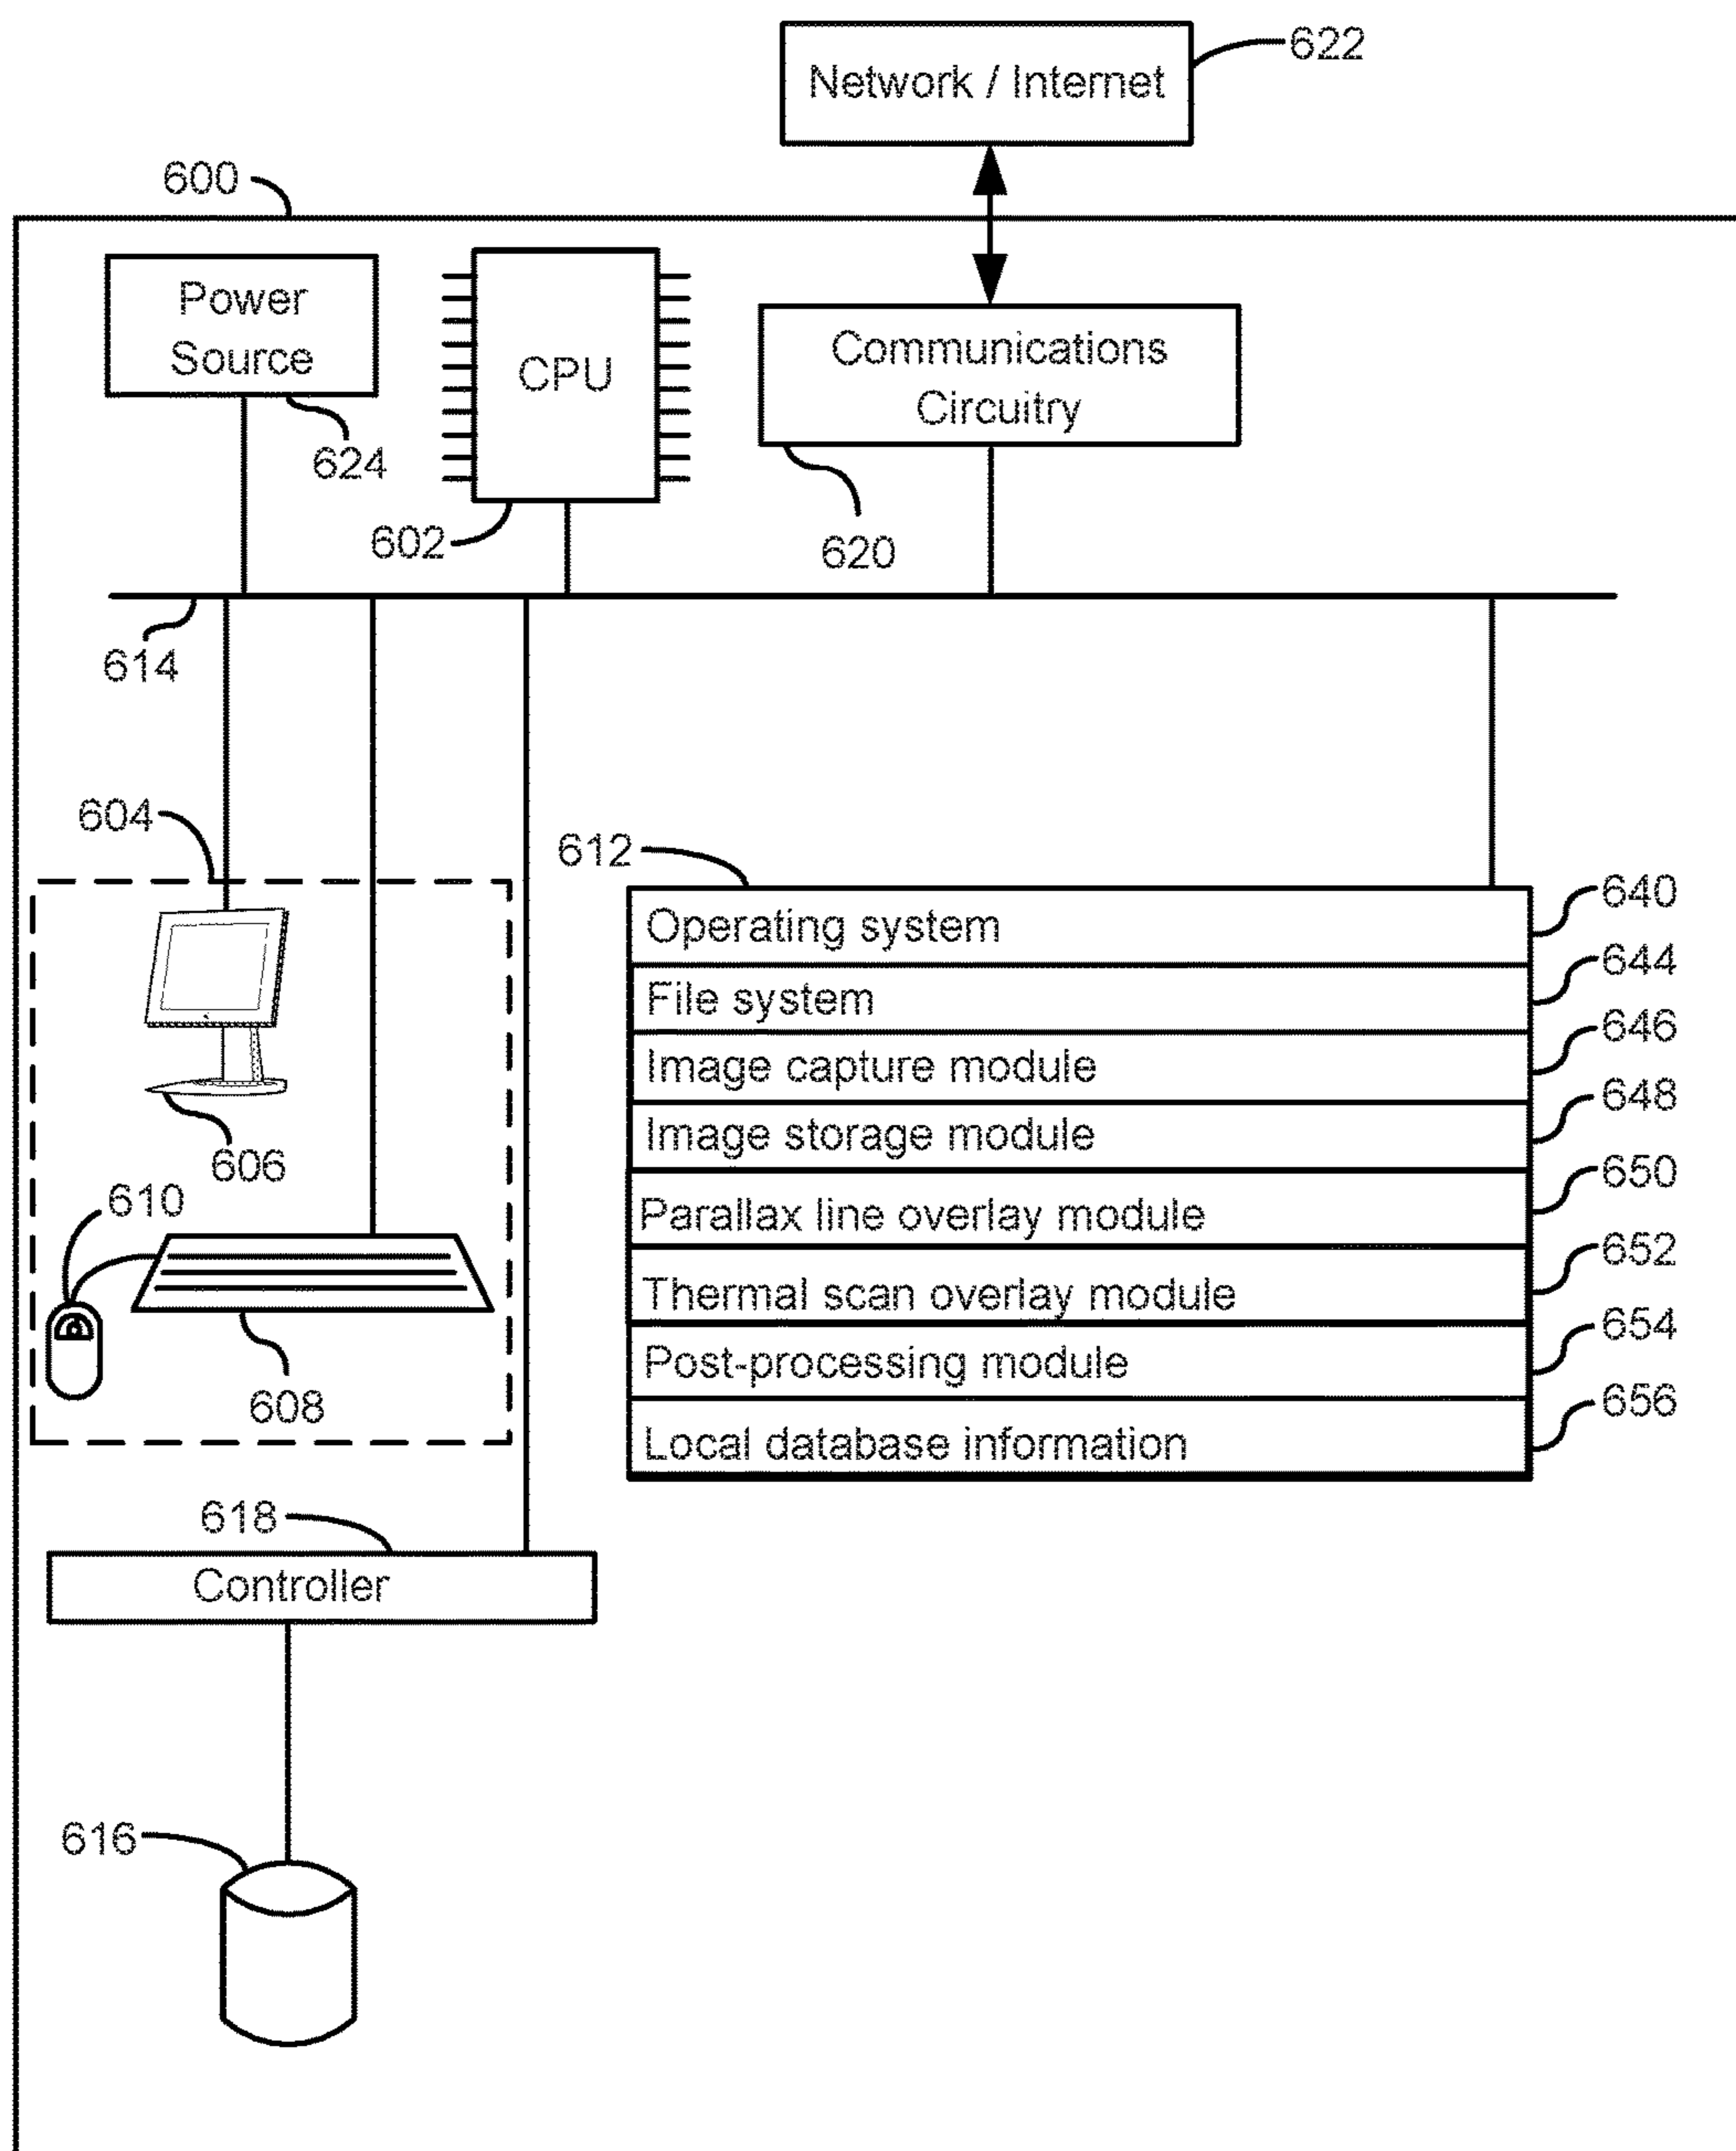 622
Network / Internet
600
Power
Source
CPU
Communications
Circuitry
624
602
620
614
604
612
Operating system
640
File system
644
Image capture module
646
Image storage module
648
606
Parallax line overlay module
650
610
Thermal scan overlay module
652
Post-processing module
654
608
Local database information
656
618
Controller
616